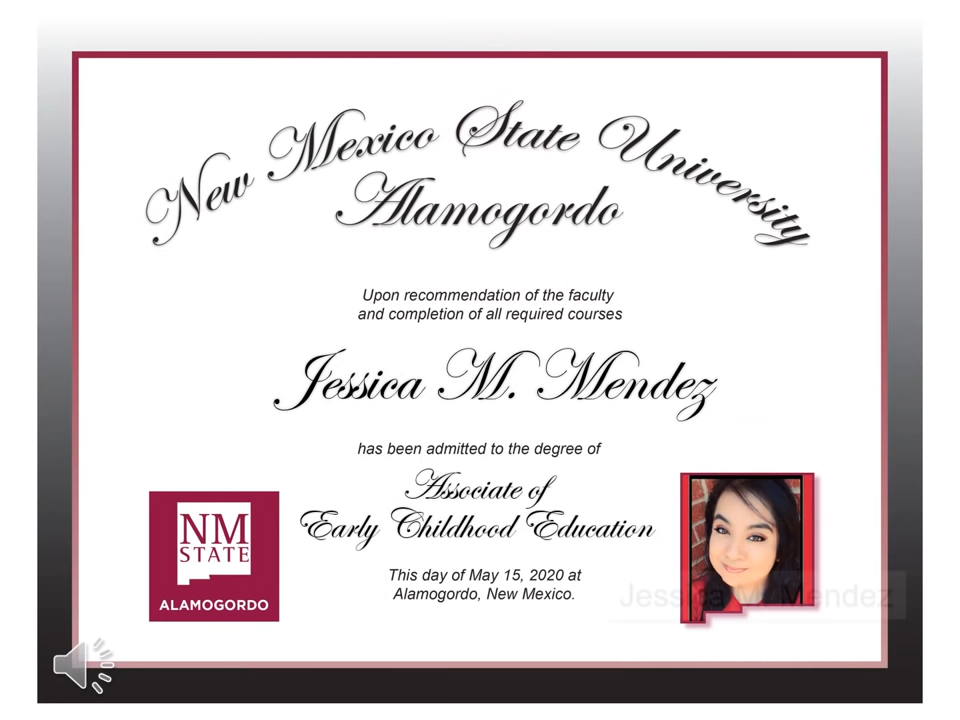 New Mexico State University
Alamogordo
Upon recommendation of the faculty
and completion of all required courses
Jessica M. Mendez
has been admitted to the degree of
Associate of
Early Childhood Education
This day of May 15, 2020 at
Alamogordo, New Mexico.
NM
STATE
ALAMOGORDO
Jessica M. Mendez